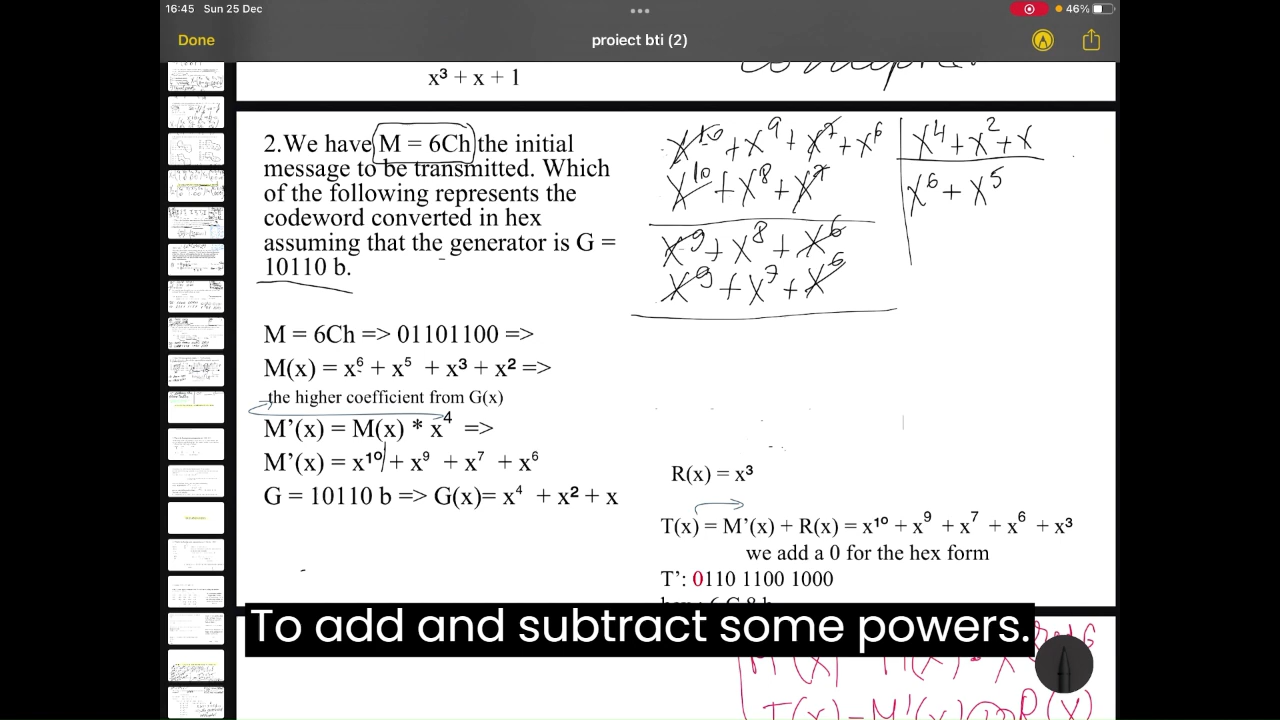 16:45 Sun 25 Dec
46%
Done
proiect bti (2)
x³ + x + 1
2.We have M = 6Ch the initial
message to be transmitted. Which
of the following represents the
codeword converted in hex
assuming that the generator is G =
10110 b.
M = 6Ch => 01101100 =>
M(x) = x⁶ + x⁵ + x³ + x² =>
the higher coefficient from G(x)
M’(x) = M(x) * x⁴ =>
M’(x) = x¹⁰ + x⁹ + x⁷ + x⁶
G = 10110 b => G(x)= x⁴ + x² + x
x¹⁰ + x⁹ + x⁷ + x⁶ | x⁴ + x² + x
x¹⁰ + x⁸ + x⁷ | x⁶ + x⁵
x⁹ + x⁸ + x⁶
x⁹ + x⁷ + x⁶
R(x) = x³
T(x) = M’(x) + R(x) = x¹⁰ + x⁹ + x⁷ + x⁶ + x³
we add a 0 for the hex form
T’: 0110 1100 1000
To add and subtract some powers.